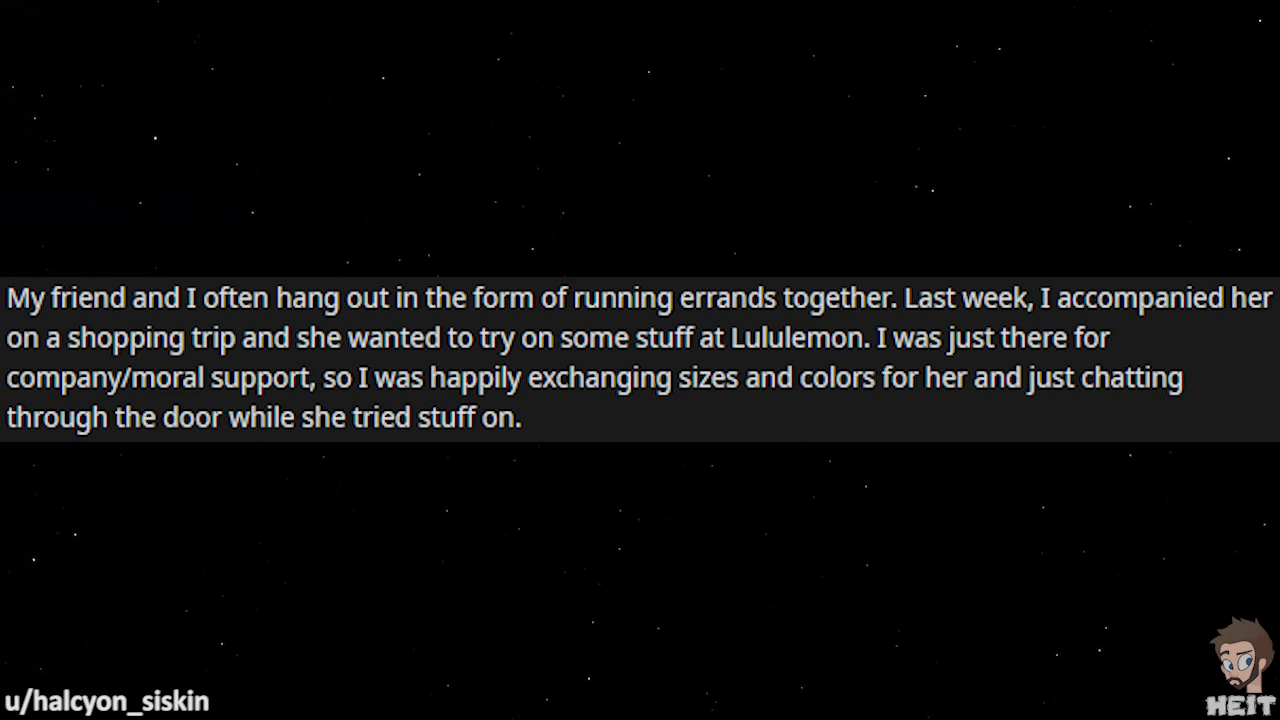 My friend and I often hang out in the form of running errands together. Last week, I accompanied her
on a shopping trip and she wanted to try on some stuff at Lululemon. I was just there for
company/moral support, so I was happily exchanging sizes and colors for her and just chatting
through the door while she tried stuff on.
u/halcyon_siskin
HEIT